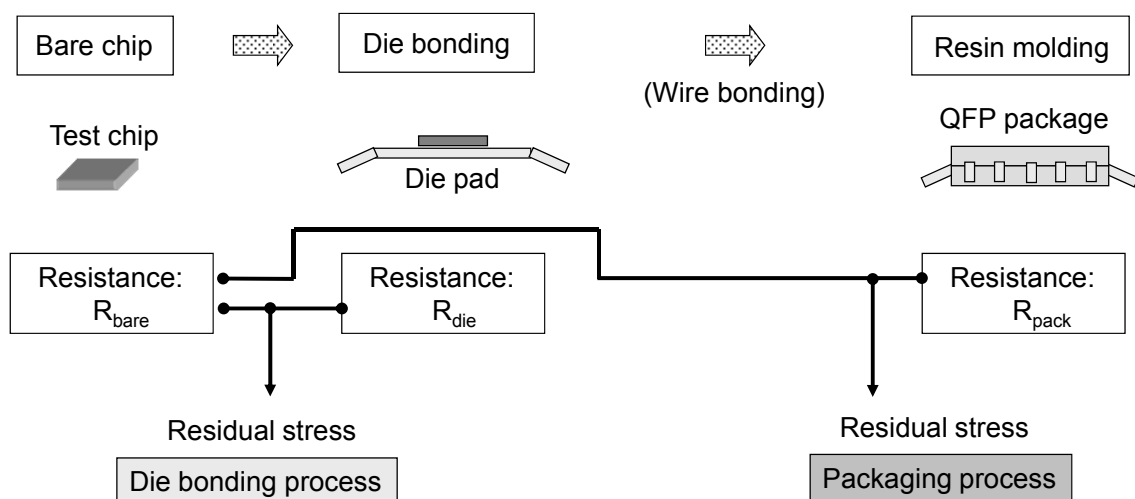 Bare chip
Die bonding
(Wire bonding)
Resin molding
Test chip
Die pad
QFP package
Resistance:
R_bare
Resistance:
R_die
Resistance:
R_pack
Residual stress
Die bonding process
Residual stress
Packaging process